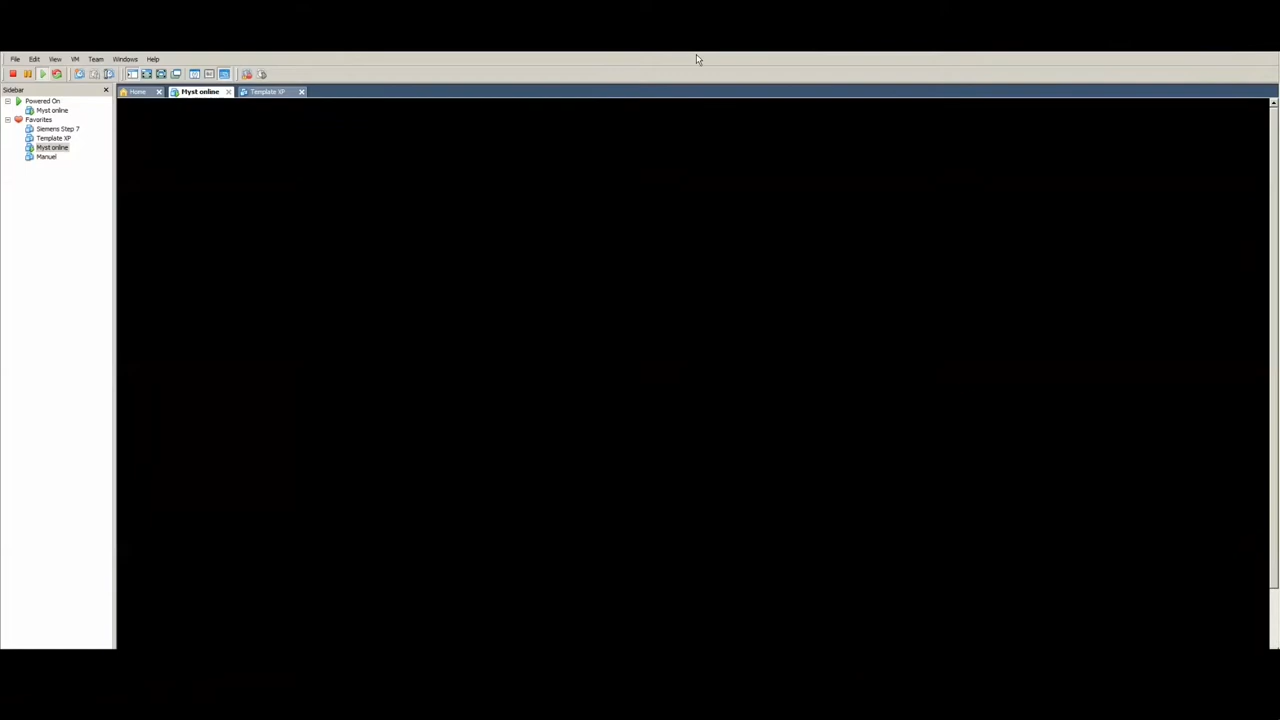 File Edit View VM Team Windows Help
Sidebar
Home Myst online Template XP
Powered On
Myst online
Favorites
Siemens Step 7
Template XP
Myst online
Manuel